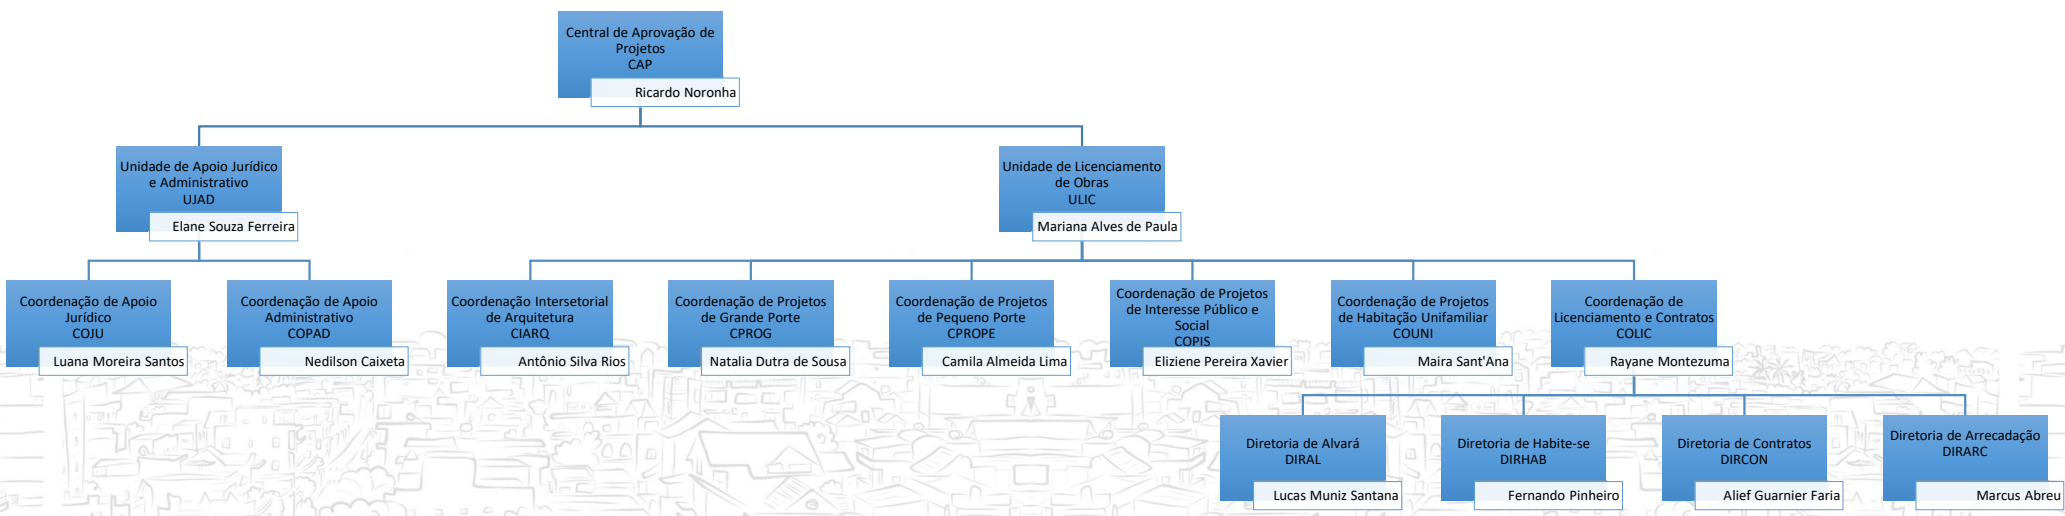 Central de Aprovação de
Projetos
CAP
Ricardo Noronha
Unidade de Apoio Jurídico
e Administrativo
UJAD
Elane Souza Ferreira
Unidade de Licenciamento
de Obras
ULIC
Mariana Alves de Paula
Coordenação de Apoio
Jurídico
COJU
Luana Moreira Santos
Coordenação de Apoio
Administrativo
COPAD
Nedilson Caixeta
Coordenação Intersetorial
de Arquitetura
CIARQ
Antônio Silva Rios
Coordenação de Projetos
de Grande Porte
CPROG
Natalia Dutra de Sousa
Coordenação de Projetos
de Pequeno Porte
CPROPE
Camila Almeida Lima
Coordenação de Projetos
de Interesse Público e
Social
COPIS
Eliziene Pereira Xavier
Coordenação de Projetos
de Habitação Unifamiliar
COUNI
Maira Sant'Ana
Coordenação de
Licenciamento e Contratos
COLIC
Rayane Montezuma
Diretoria de Alvará
DIRAL
Lucas Muniz Santana
Diretoria de Habite-se
DIRHAB
Fernando Pinheiro
Diretoria de Contratos
DIRCON
Alief Guarnier Faria
Diretoria de Arrecadação
DIRARC
Marcus Abreu